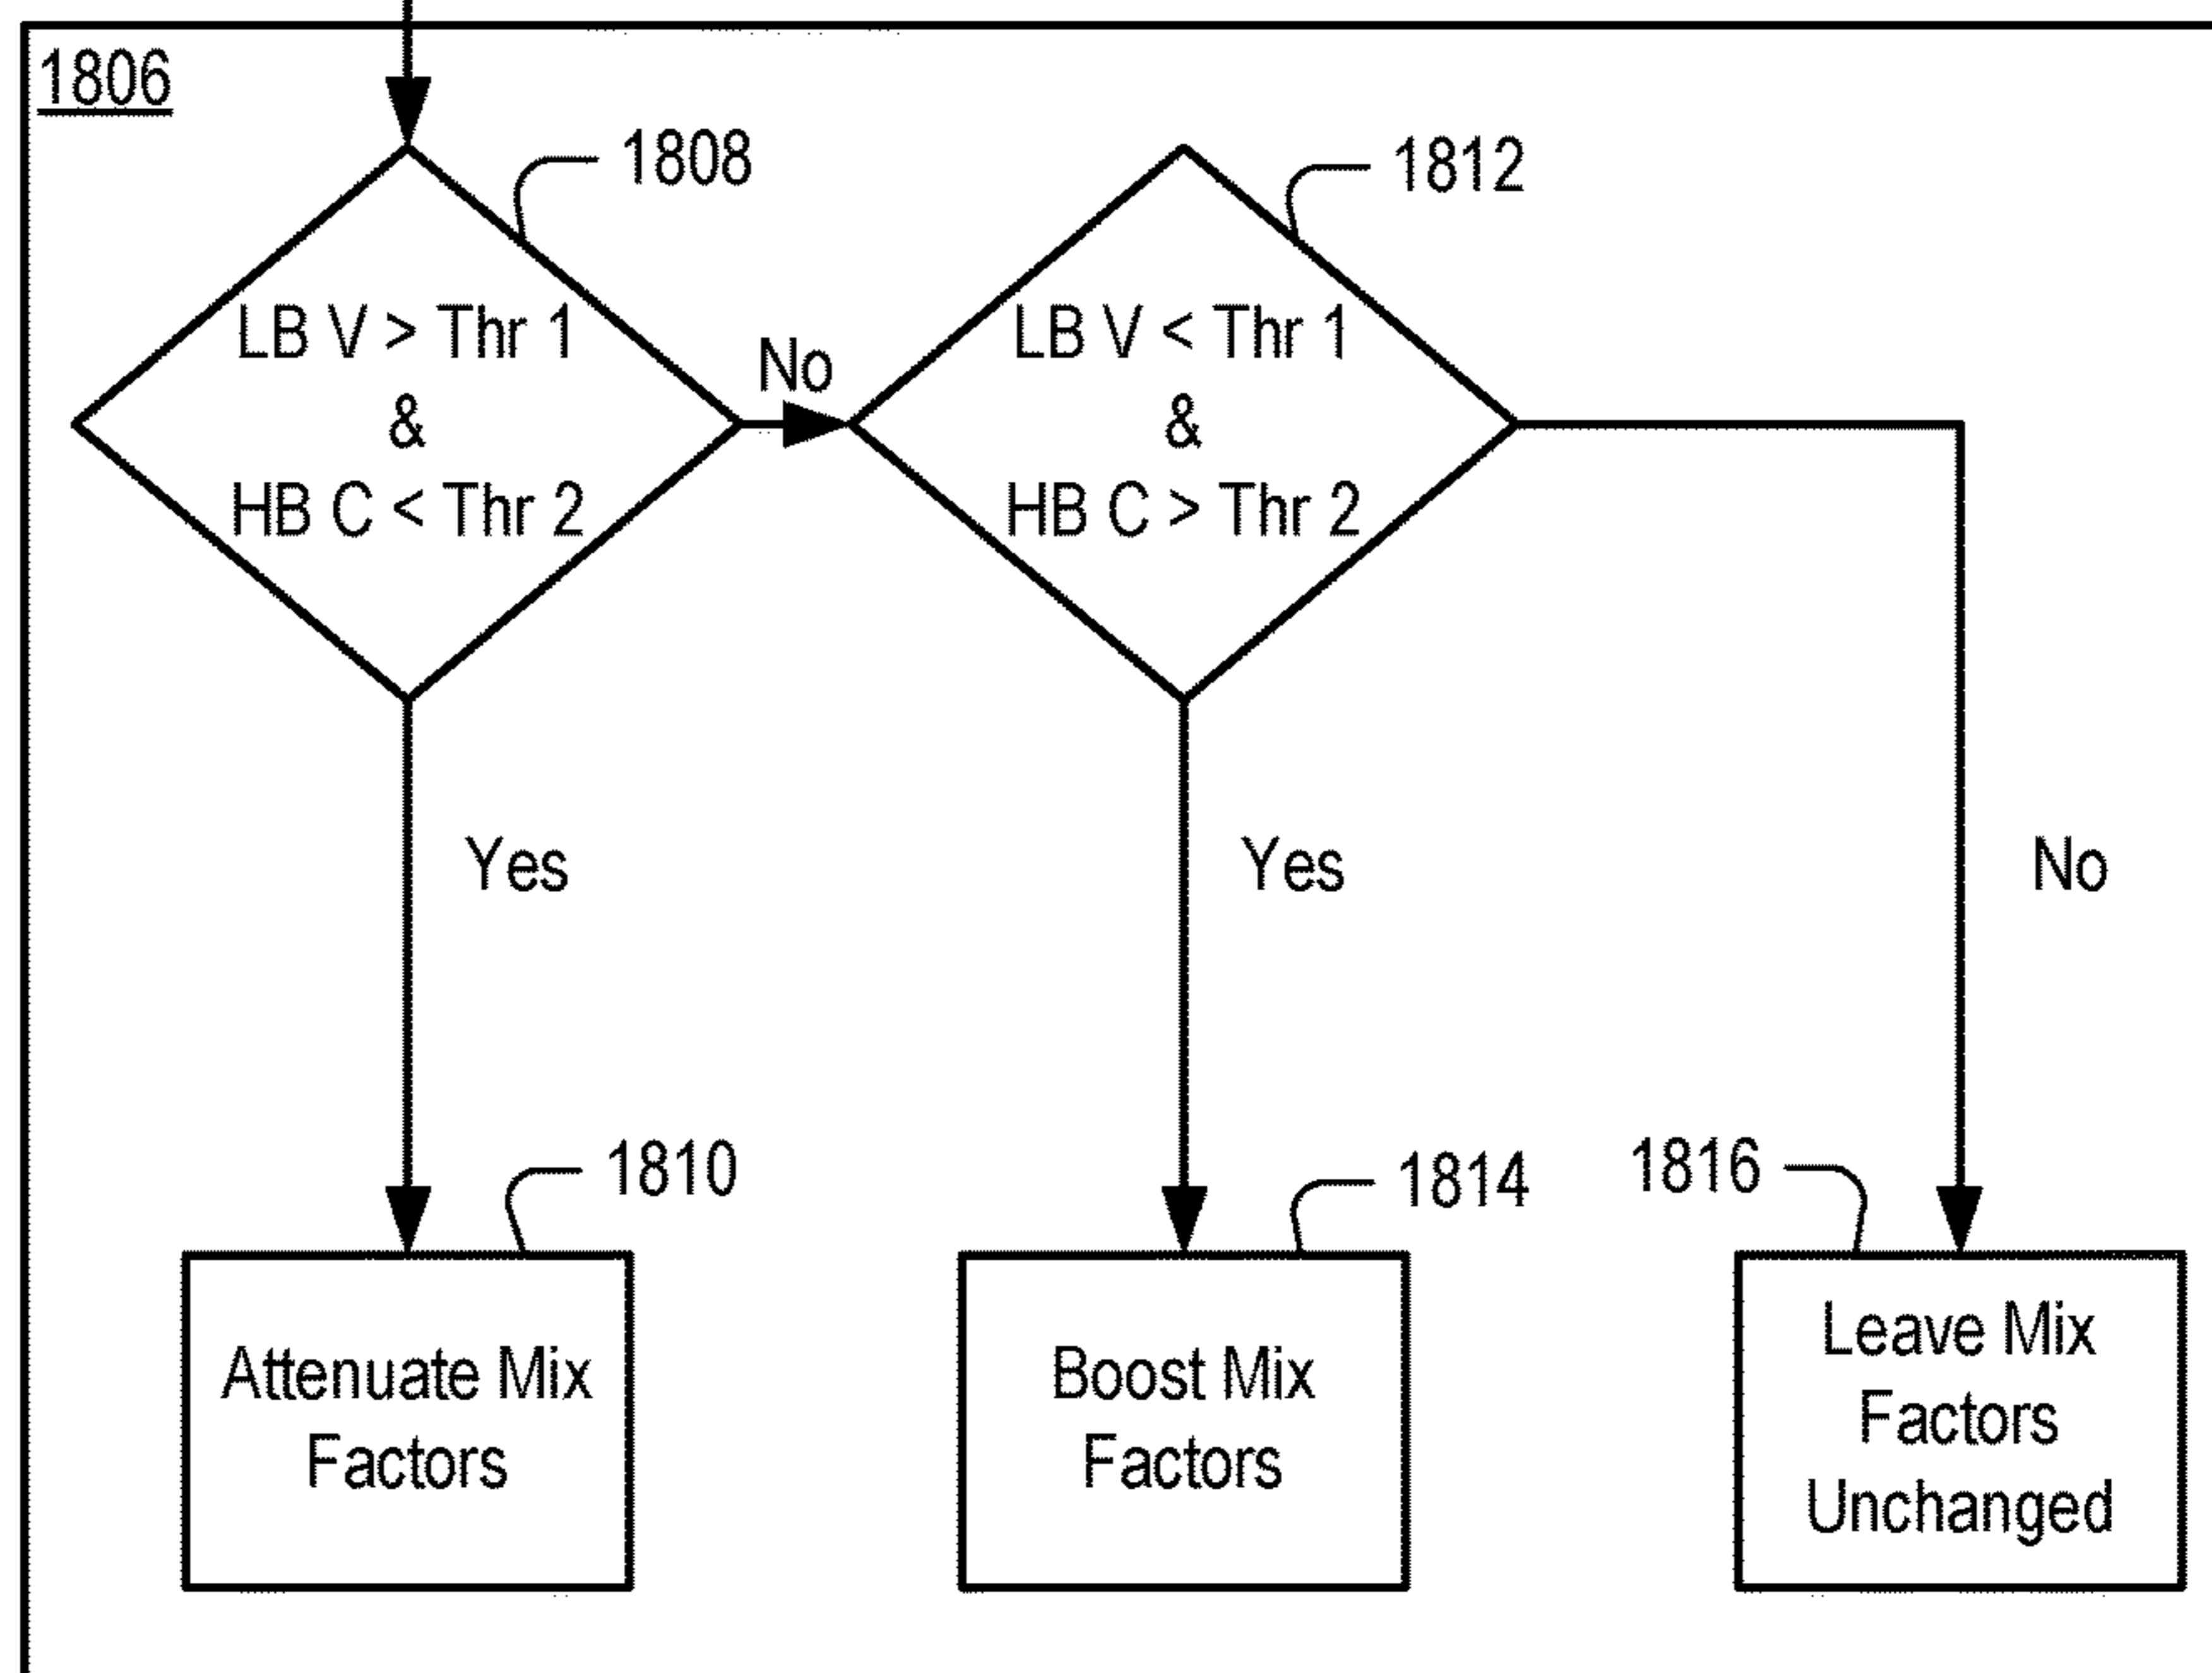 1806
1808
1812
LB V > Thr 1
&
HB C < Thr 2
No
LB V < Thr 1
&
HB C > Thr 2
Yes
Yes
No
1810
1814
1816
Attenuate Mix
Factors
Boost Mix
Factors
Leave Mix
Factors
Unchanged